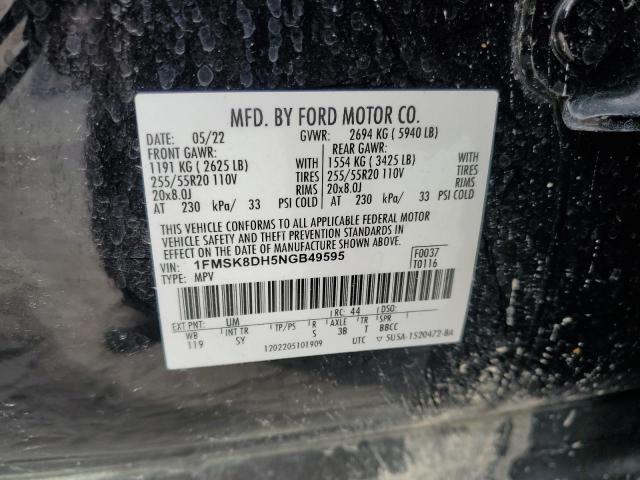 MFD. BY FORD MOTOR CO.
DATE: 05/22 GVWR: 2694 KG ( 5940 LB)
FRONT GAWR: REAR GAWR:
1191 KG ( 2625 LB) WITH 1554 KG ( 3425 LB) WITH
255/55R20 110V TIRES 255/55R20 110V TIRES
20x8.0J RIMS 20x8.0J RIMS
AT 230 kPa/ 33 PSI COLD AT 230 kPa/ 33 PSI COLD
THIS VEHICLE CONFORMS TO ALL APPLICABLE FEDERAL MOTOR
VEHICLE SAFETY AND THEFT PREVENTION STANDARDS IN
EFFECT ON THE DATE OF MANUFACTURE SHOWN ABOVE.
VIN: 1FMSK8DH5NGB49595 F0037
TYPE: MPV T0116
EXT PNT: UM RC: 44 DSO:
WB INT TR TP/PS R AXLE TR SPR
119 5Y S 3B T BBCC
1202205101909 UTC ▽ 5U5A-1520472-BA